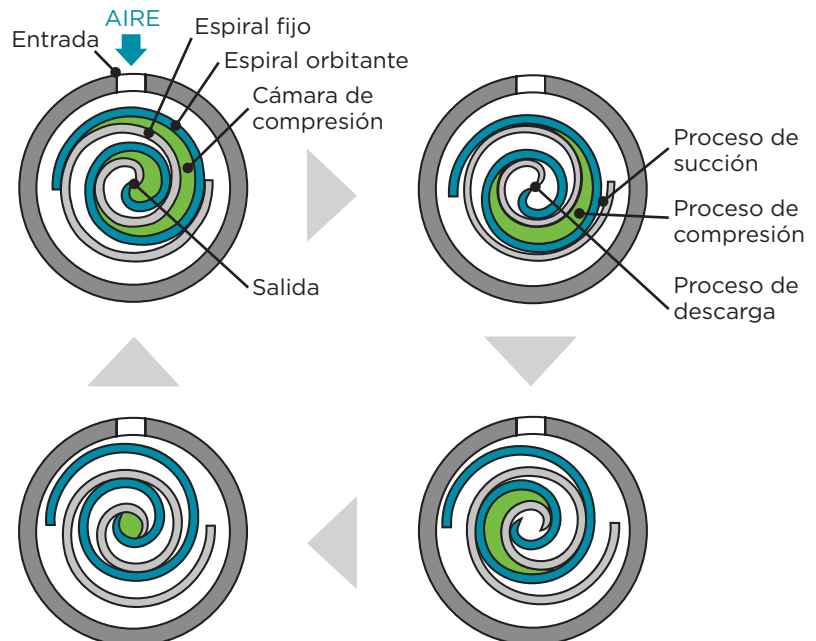 AIRE
Entrada
Espiral fijo
Espiral orbitante
Cámara de
compresión
Salida
Proceso de
succión
Proceso de
compresión
Proceso de
descarga